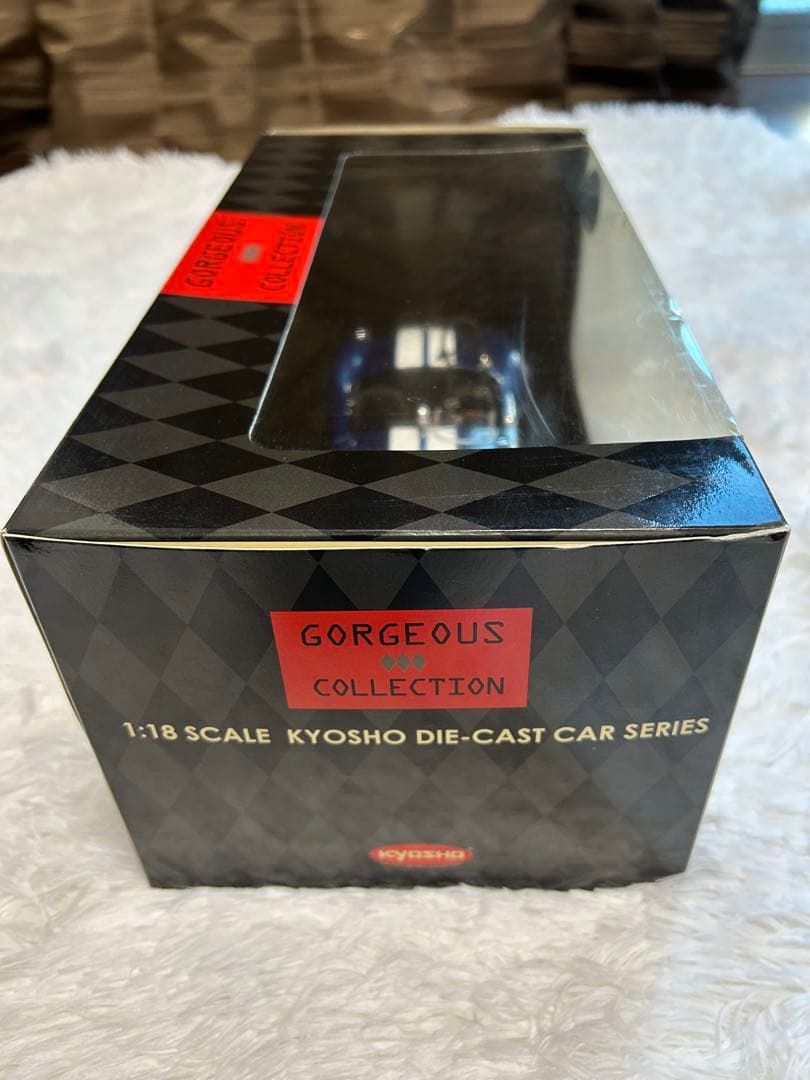 GORGEOUS
COLLECTION
GORGEOUS
COLLECTION
1:18 SCALE KYOSHO DIE-CAST CAR SERIES
KYOSHO